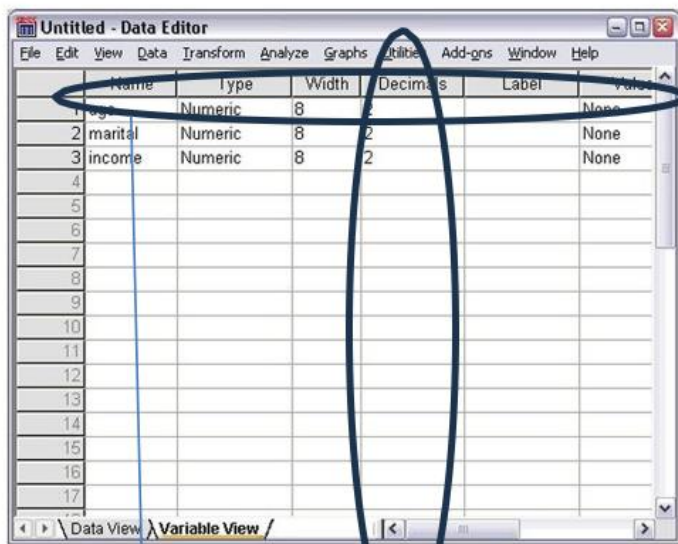 Untitled - Data Editor
File Edit View Data Transform Analyze Graphs Utilities Add-ons Window Help
Name Type Width Decimals Label
1 age Numeric 8 2 None
2 marital Numeric 8 2 None
3 income Numeric 8 2 None
4
5
6
7
8
9
10
11
12
13
14
15
16
17
Data View Variable View